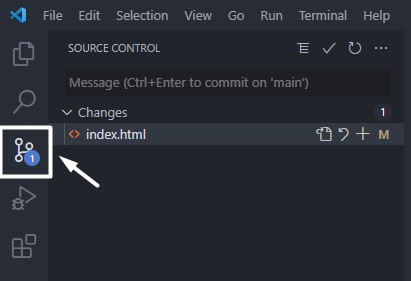 File Edit Selection View Go Run Terminal Help
SOURCE CONTROL
Message (Ctrl+Enter to commit on 'main')
Changes 1
<> index.html M
1